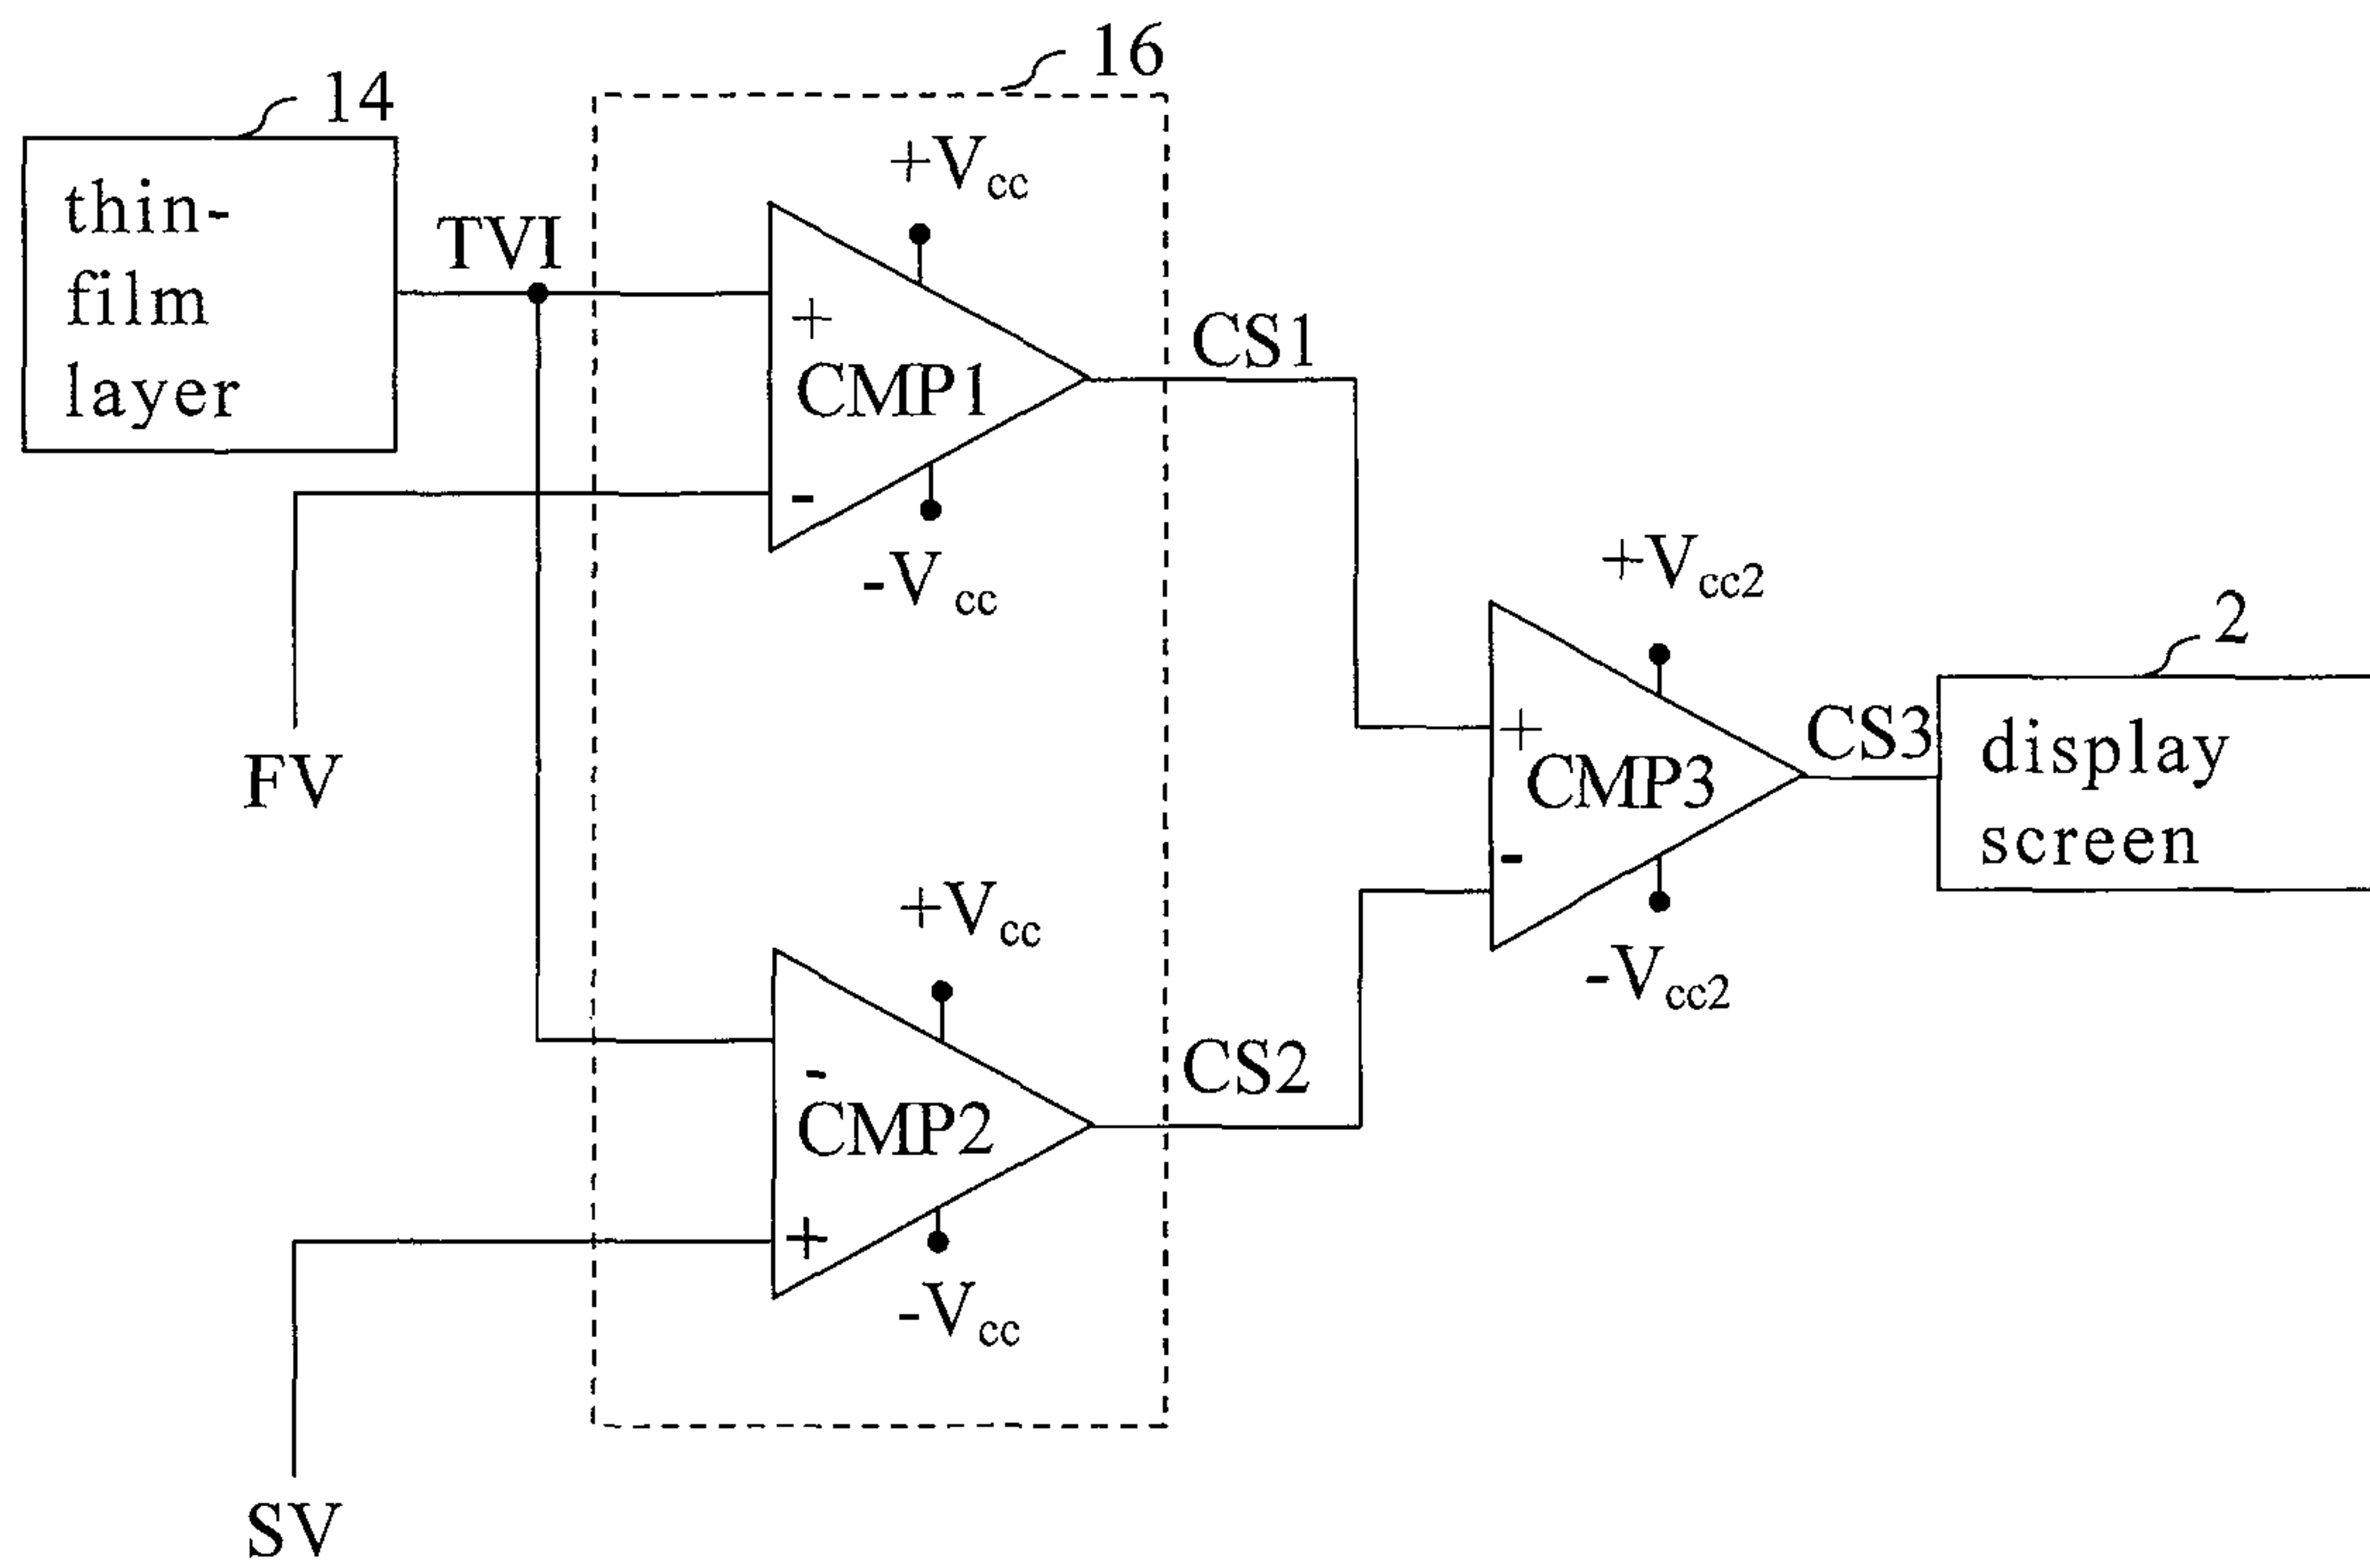 16
14
+Vcc
thin-
film
layer
TVI
+
CMP1
-
CS1
-Vcc
+Vcc2
2
FV
+
CMP3
-
CS3
display
screen
+Vcc
-Vcc2
-
CMP2
+
CS2
-Vcc
SV